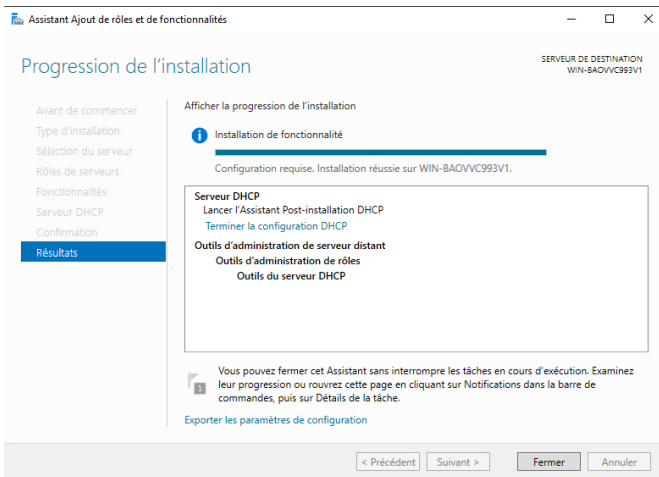 Assistant Ajout de rôles et de fonctionnalités
Progression de l'installation
SERVEUR DE DESTINATION
WIN-BAOVVC993V1
Avant de commencer
Type d'installation
Sélection du serveur
Rôles de serveurs
Fonctionnalités
Serveur DHCP
Confirmation
Résultats
Afficher la progression de l'installation
Installation de fonctionnalité
Configuration requise. Installation réussie sur WIN-BAOVVC993V1.
Serveur DHCP
Lancer l'Assistant Post-installation DHCP
Terminer la configuration DHCP
Outils d'administration de serveur distant
Outils d'administration de rôles
Outils du serveur DHCP
1
Vous pouvez fermer cet Assistant sans interrompre les tâches en cours d'exécution. Examinez
leur progression ou rouvrez cette page en cliquant sur Notifications dans la barre de
commandes, puis sur Détails de la tâche.
Exporter les paramètres de configuration
< Précédent
Suivant >
Fermer
Annuler